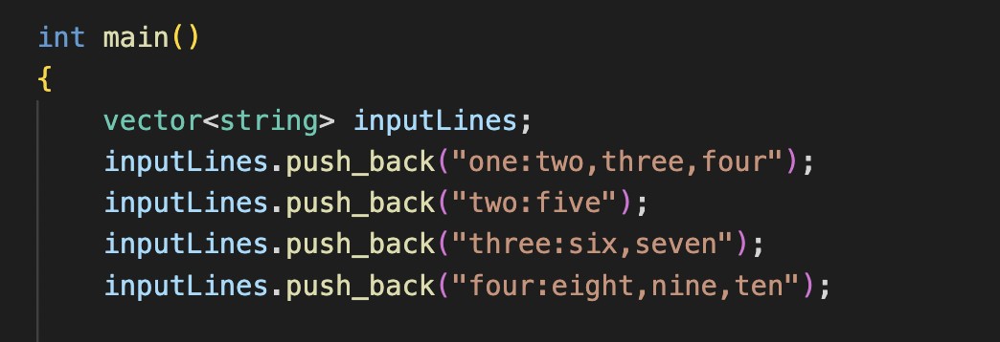 int main()
{
    vector<string> inputLines;
    inputLines.push_back("one:two,three,four");
    inputLines.push_back("two:five");
    inputLines.push_back("three:six,seven");
    inputLines.push_back("four:eight,nine,ten");